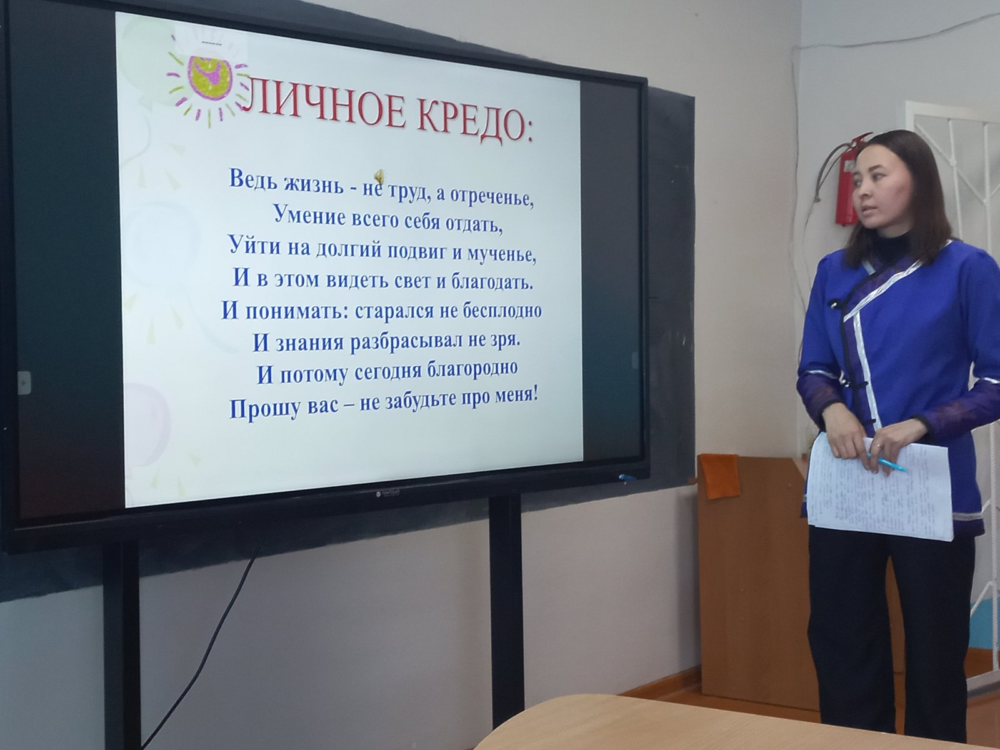 ЛИЧНОЕ КРЕДО:
Ведь жизнь - не труд, а отреченье,
Умение всего себя отдать,
Уйти на долгий подвиг и мученье,
И в этом видеть свет и благодать.
И понимать: старался не бесплодно
И знания разбрасывал не зря.
И потому сегодня благородно
Прошу вас – не забудьте про меня!